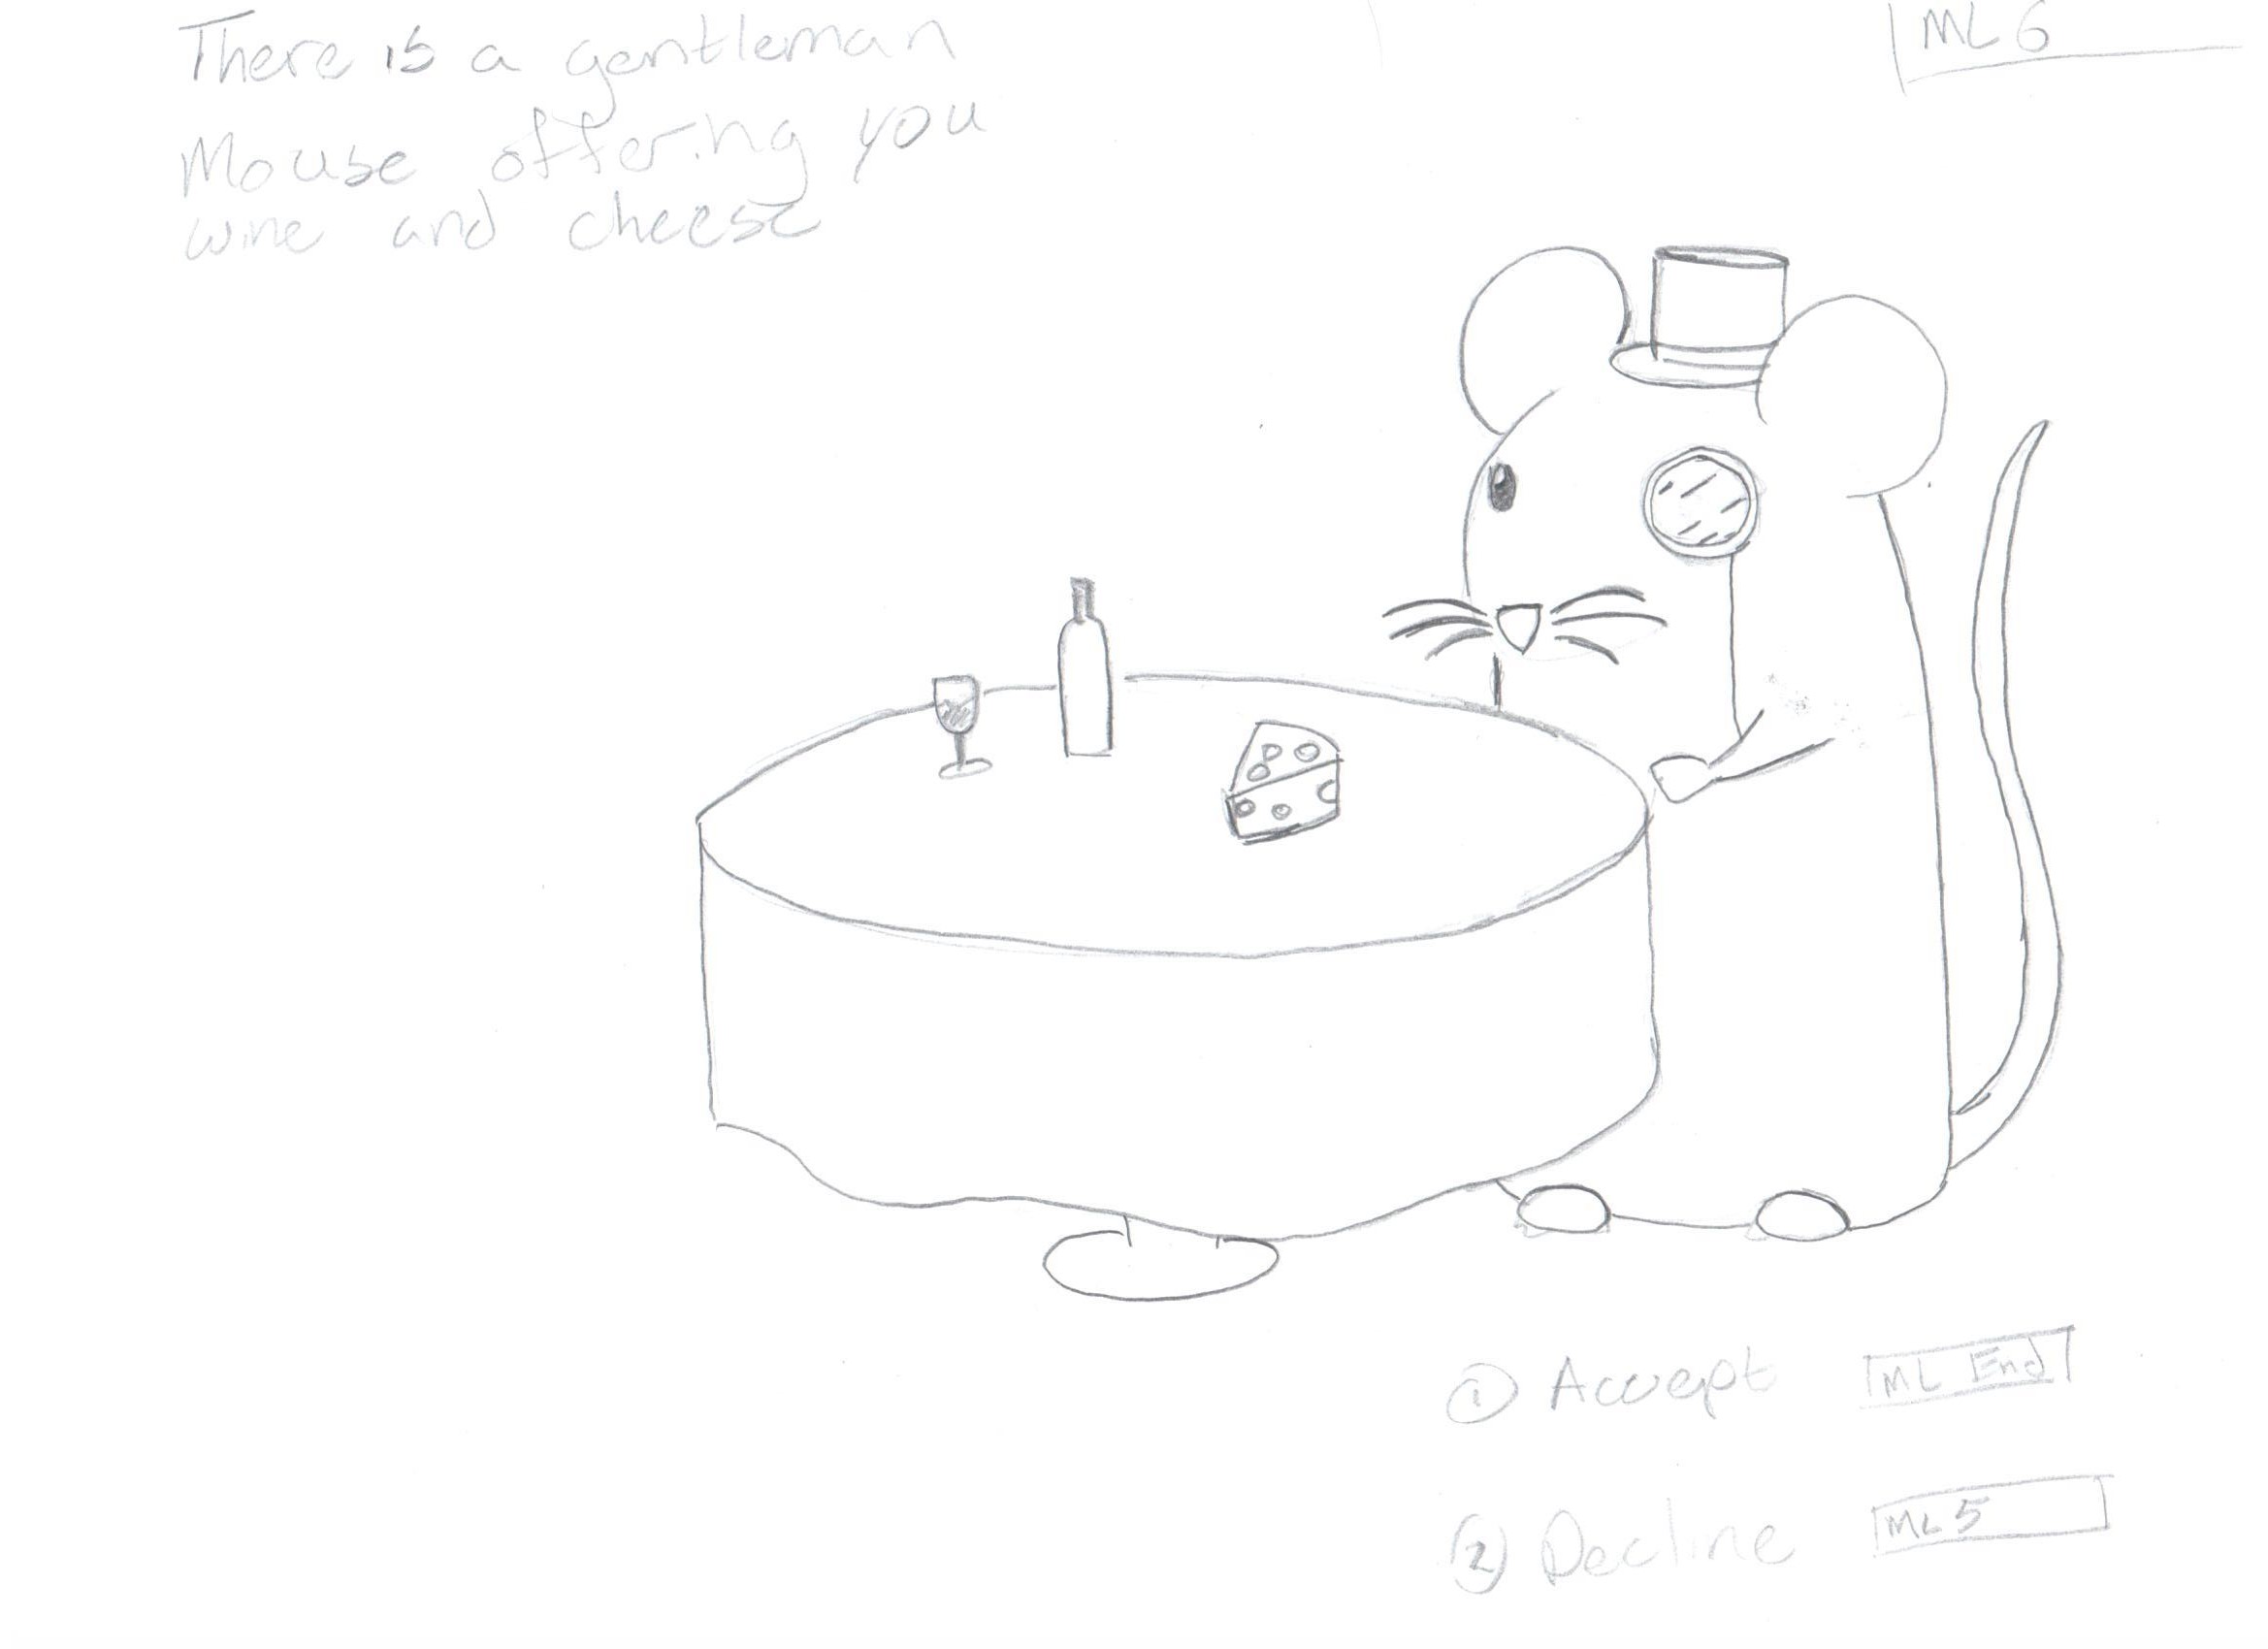 There is a gentleman
ML 6
Mouse offering you
wine and cheese
① Accept ML End
② Decline ML 5